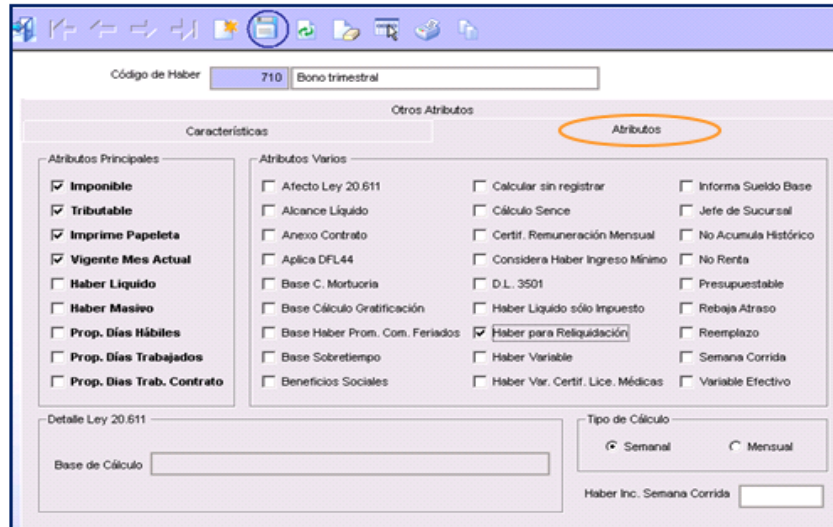 Código de Haber 710 Bono trimestral
Otros Atributos
Características Atributos
Atributos Principales
Imponible
Tributable
Imprime Papeleta
Vigente Mes Actual
Haber Liquido
Haber Masivo
Prop. Días Hábiles
Prop. Días Trabajados
Prop. Dias Trab. Contrato
Atributos Varios
Afecto Ley 20.611
Alcance Líquido
Anexo Contrato
Aplica DFL44
Base C. Mortuoria
Base Cálculo Gratificación
Base Haber Prom. Com. Feriados
Base Sobretiempo
Beneficios Sociales
Calcular sin registrar
Cálculo Sence
Certif. Remuneración Mensual
Considera Haber Ingreso Mínimo
D.L. 3501
Haber Liquido sólo Impuesto
Haber para Reliquidación
Haber Variable
Haber Var. Certif. Lice. Médicas
Informa Sueldo Base
Jefe de Sucursal
No Acumula Histórico
No Renta
Presupuestable
Rebaja Atraso
Reemplazo
Semana Corrida
Variable Efectivo
Detalle Ley 20.611
Base de Cálculo
Tipo de Cálculo
Semanal Mensual
Haber Inc. Semana Corrida